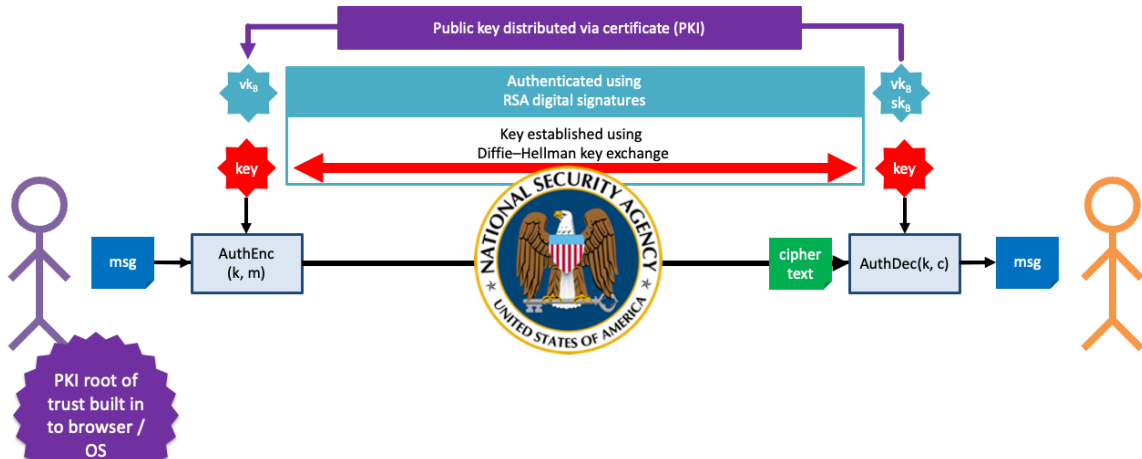 Public key distributed via certificate (PKI)
vkB
Authenticated using
RSA digital signatures
vkB
skB
Key established using
Diffie–Hellman key exchange
key
key
NATIONAL SECURITY AGENCY
UNITED STATES OF AMERICA
msg
AuthEnc
(k, m)
cipher
text
AuthDec(k, c)
msg
PKI root of
trust built in
to browser /
OS